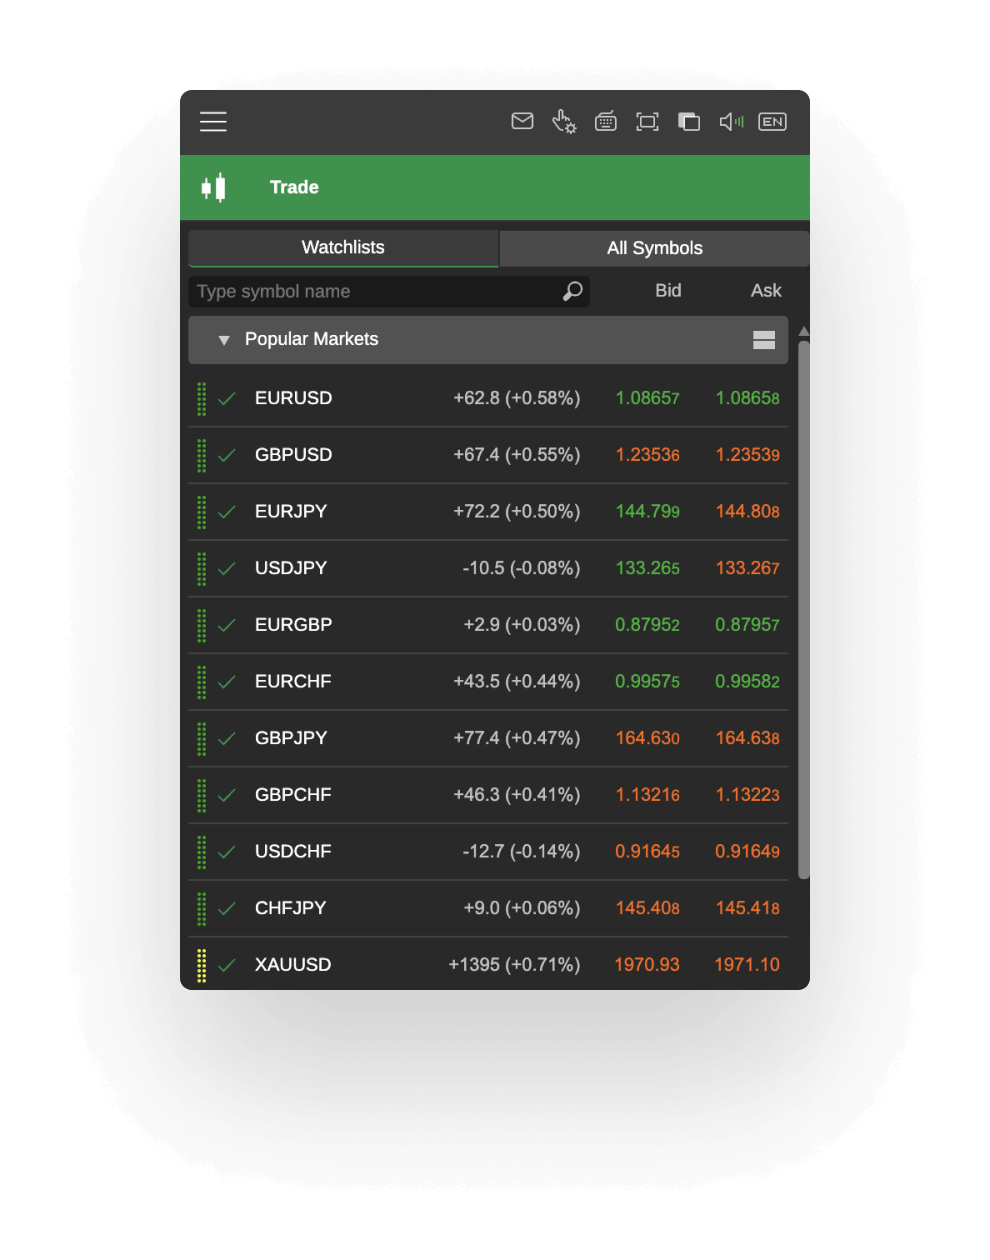 EN
Trade
Watchlists All Symbols
Type symbol name Bid Ask
Popular Markets
EURUSD +62.8 (+0.58%) 1.08657 1.08658
GBPUSD +67.4 (+0.55%) 1.23536 1.23539
EURJPY +72.2 (+0.50%) 144.799 144.808
USDJPY -10.5 (-0.08%) 133.265 133.267
EURGBP +2.9 (+0.03%) 0.87952 0.87957
EURCHF +43.5 (+0.44%) 0.99575 0.99582
GBPJPY +77.4 (+0.47%) 164.630 164.638
GBPCHF +46.3 (+0.41%) 1.13216 1.13223
USDCHF -12.7 (-0.14%) 0.91645 0.91649
CHFJPY +9.0 (+0.06%) 145.408 145.418
XAUUSD +1395 (+0.71%) 1970.93 1971.10